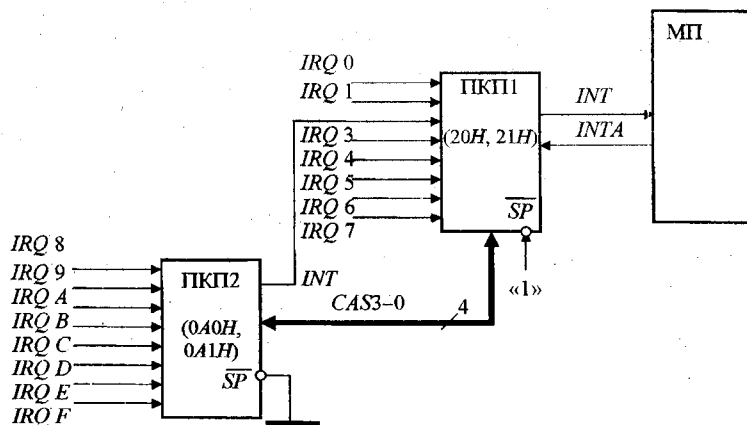 МП
IRQ 0
IRQ 1
IRQ 3
IRQ 4
IRQ 5
IRQ 6
IRQ 7
ПКП1
(20H, 21H)
SP
«1»
INT
INTA
IRQ 8
IRQ 9
IRQ A
IRQ B
IRQ C
IRQ D
IRQ E
IRQ F
ПКП2
(0A0H,
0A1H)
SP
INT
CAS3–0
4